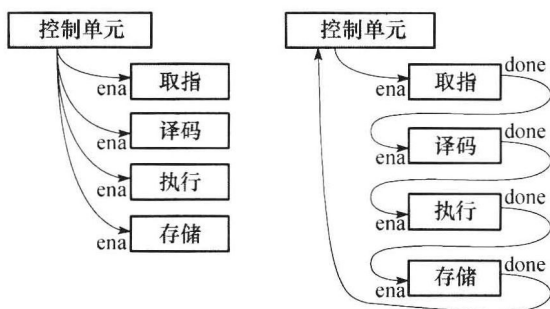 控制单元
ena 取指
ena 译码
ena 执行
ena 存储
控制单元
取指 done
ena
译码 done
ena
执行 done
ena
存储 done
ena